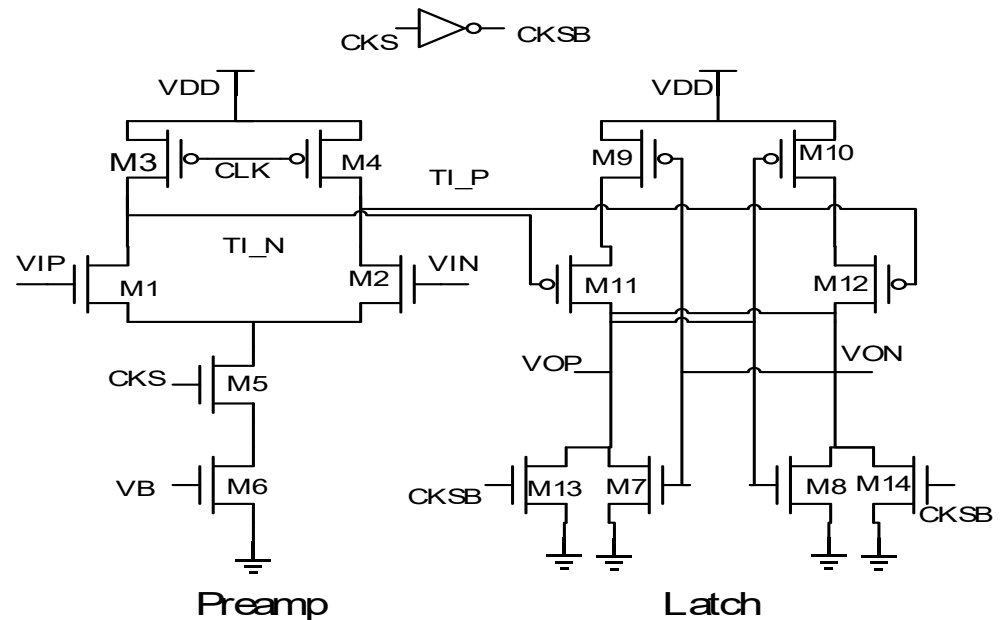 CKS CKSB
VDD VDD
M3 CLK M4 M9 M10
TI_P
TI_N
VIP M1 M2 VIN M11 M12
CKS M5 VOP VON
VB M6 CKSB M13 M7 M8 M14 CKSB
Preamp Latch